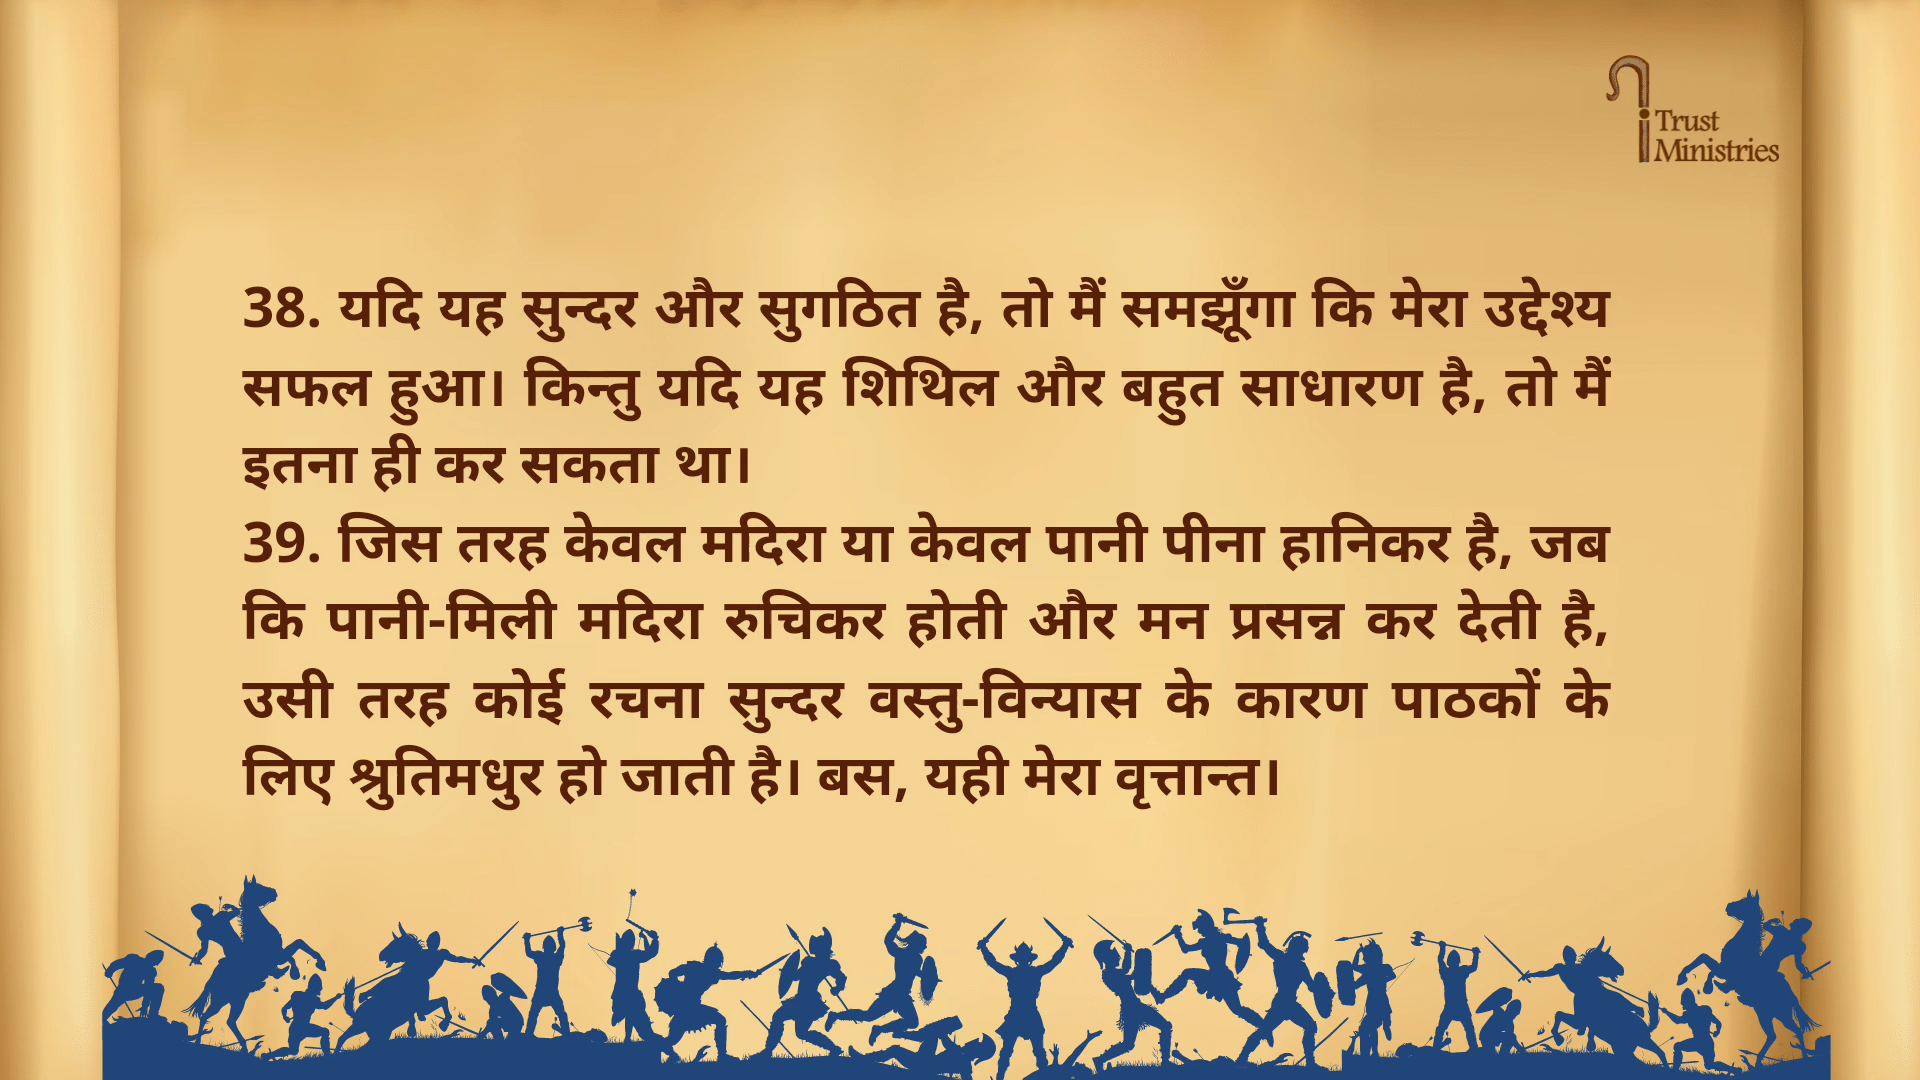 Trust
Ministries
38. यदि यह सुन्दर और सुगठित है, तो मैं समझूँगा कि मेरा उद्देश्य
सफल हुआ। किन्तु यदि यह शिथिल और बहुत साधारण है, तो मैं
इतना ही कर सकता था।
39. जिस तरह केवल मदिरा या केवल पानी पीना हानिकर है, जब
कि पानी-मिली मदिरा रुचिकर होती और मन प्रसन्न कर देती है,
उसी तरह कोई रचना सुन्दर वस्तु-विन्यास के कारण पाठकों के
लिए श्रुतिमधुर हो जाती है। बस, यही मेरा वृत्तान्त।